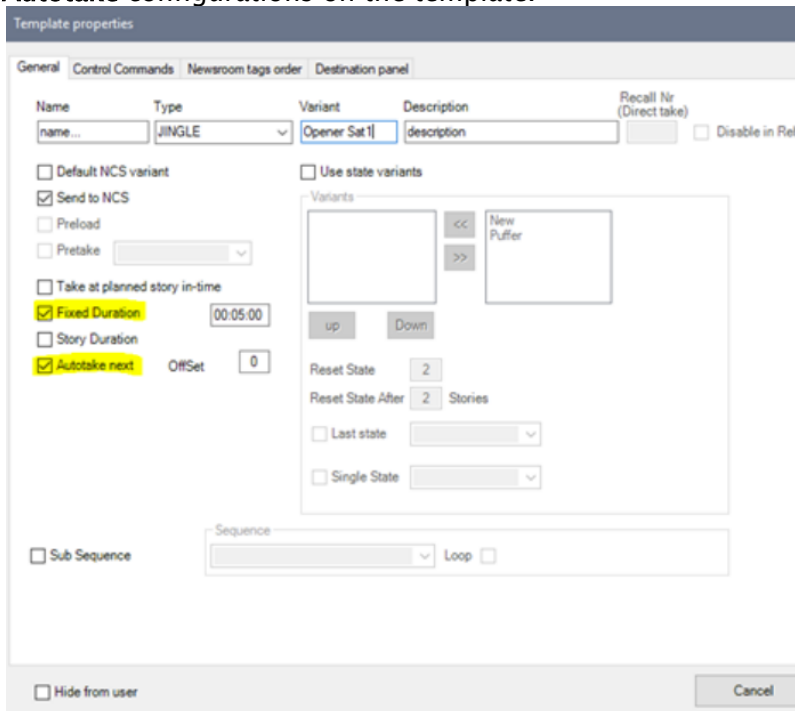 Autotake configurations on the template.
Template properties
General Control Commands Newsroom tags order Destination panel
Name Type Variant Description Recall Nr (Direct take)
name... JINGLE Opener Sat1 description Disable in Reh
Default NCS variant Use state variants
Send to NCS Variants
Preload << New
Puffer
Pretake >>
Take at planned story in-time
Fixed Duration 00:05:00 up Down
Story Duration
Autotake next OffSet 0 Reset State 2
Reset State After 2 Stories
Last state
Single State
Sequence
Sub Sequence Loop
Hide from user Cancel